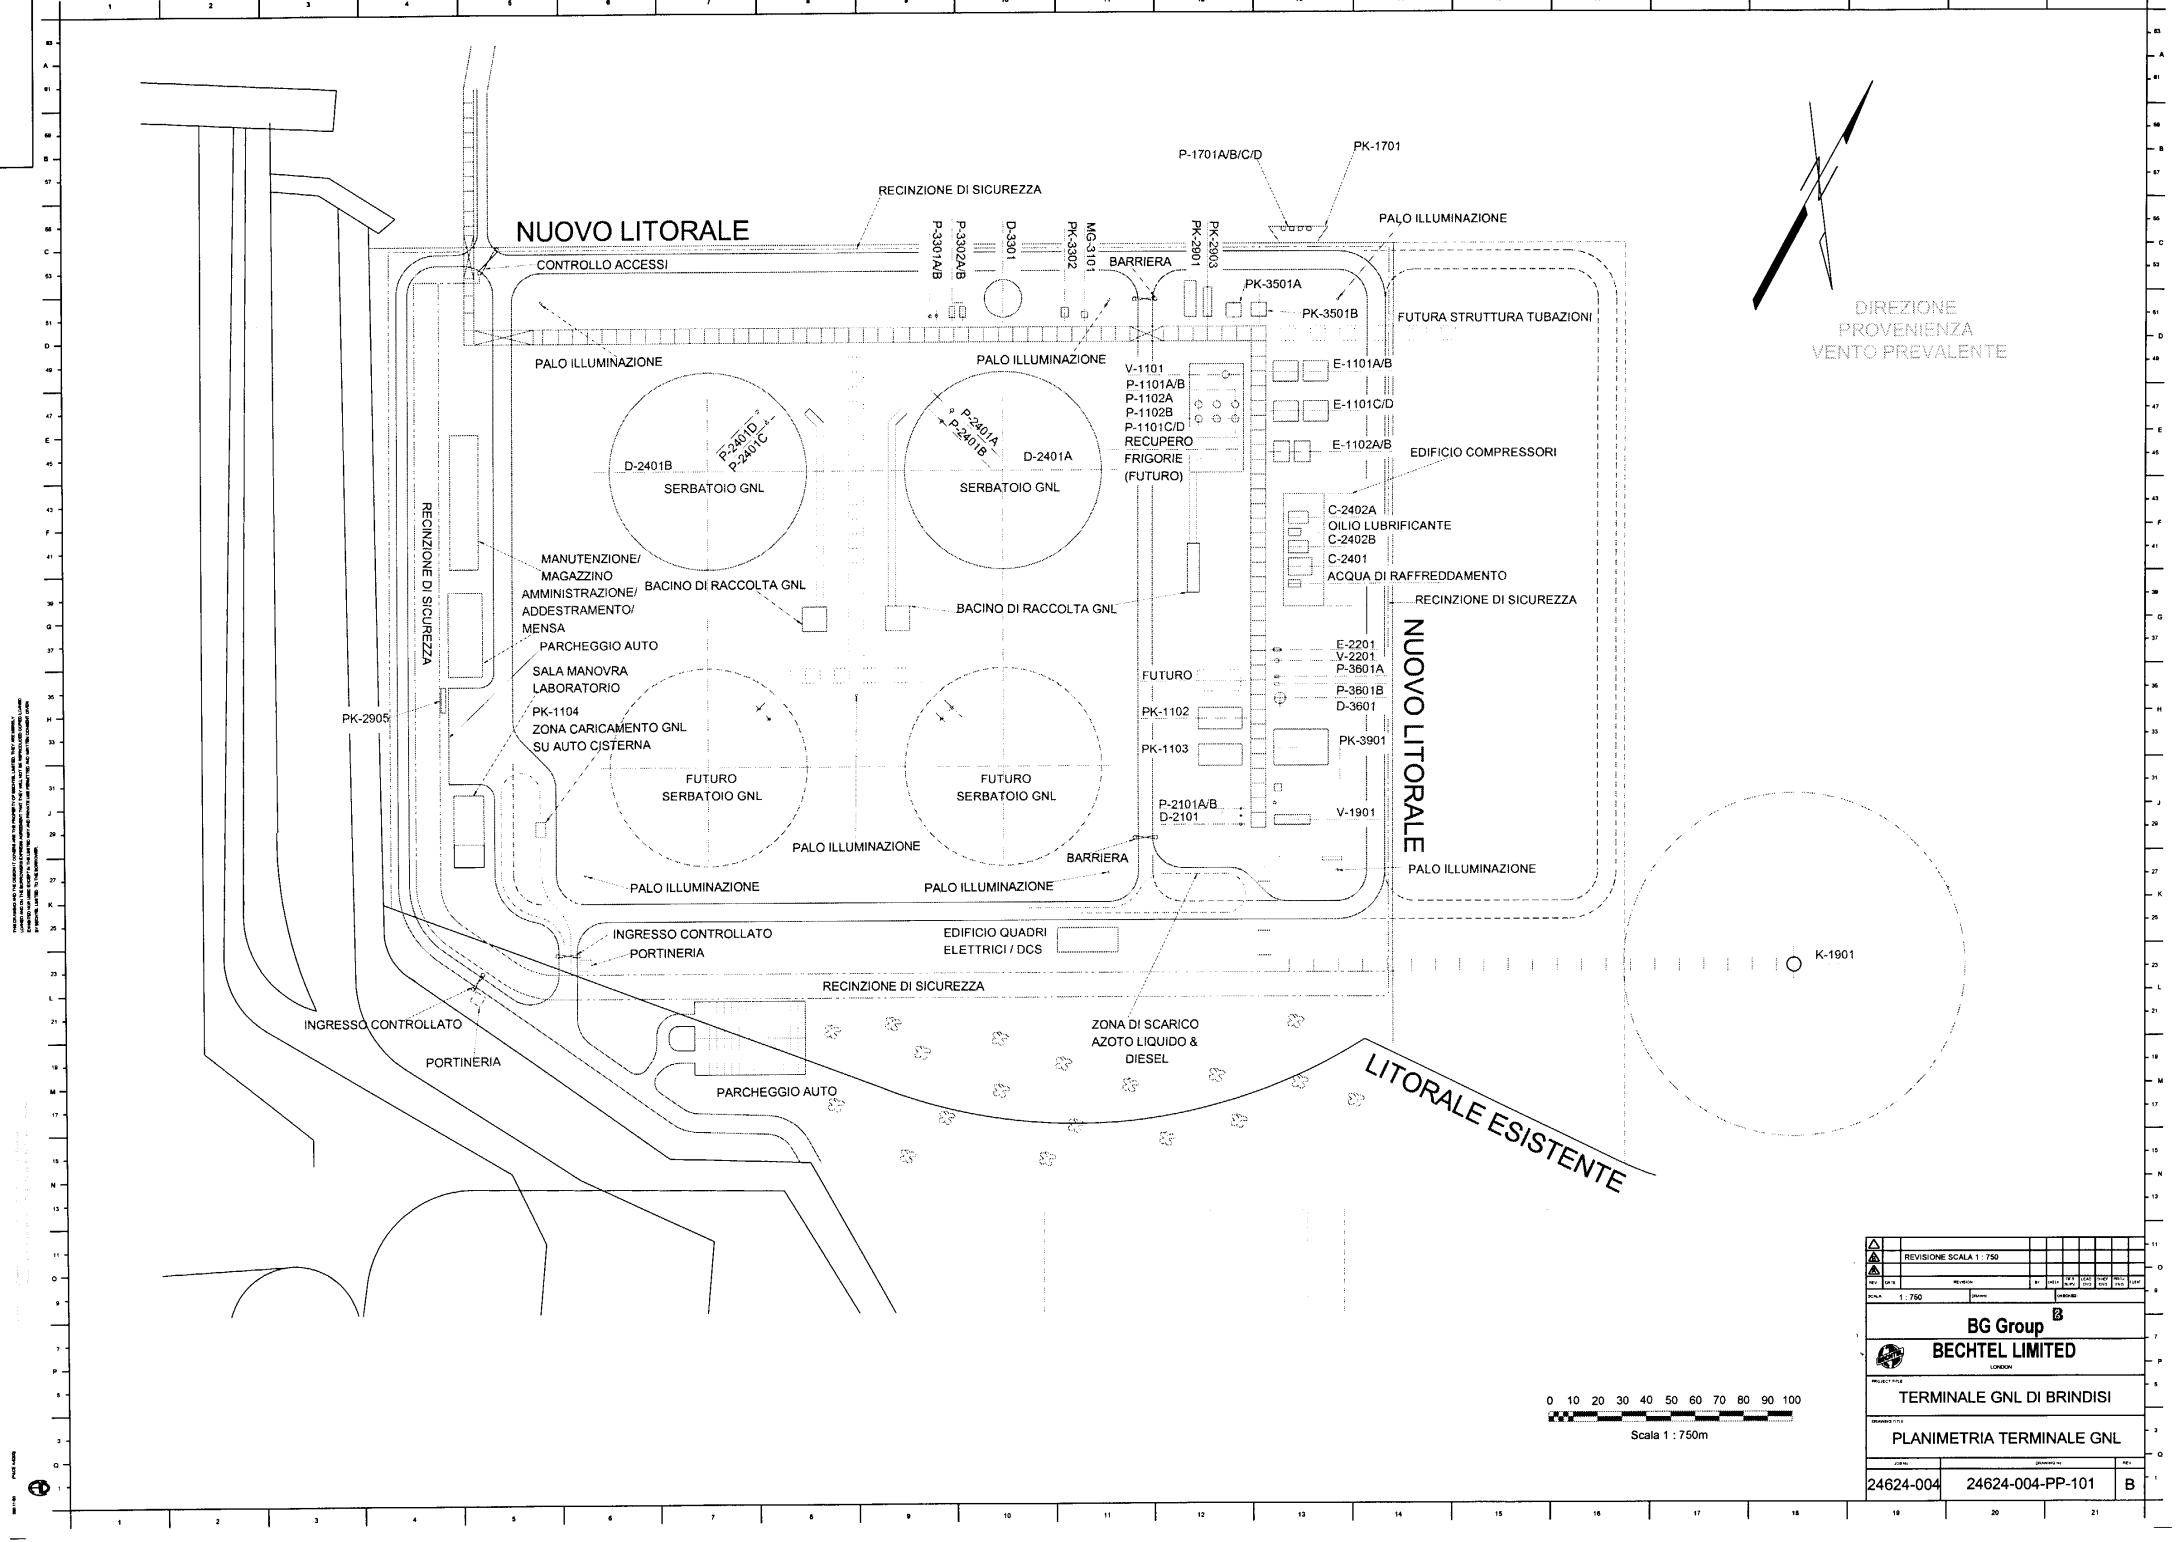 P-1701A/B/C/D
PK-1701
RECINZIONE DI SICUREZZA
PALO ILLUMINAZIONE
NUOVO LITORALE
P-3301A/B
P-3302A/B
D-3301
PK-3302
MG-3101
PK-2901
PK-2903
CONTROLLO ACCESSI
BARRIERA
PK-3501A
PK-3501B
FUTURA STRUTTURA TUBAZIONI
DIREZIONE
PROVENIENZA
VENTO PREVALENTE
PALO ILLUMINAZIONE
PALO ILLUMINAZIONE
V-1101
P-1101A/B
P-1102A
P-1102B
P-1101C/D
RECUPERO
FRIGORIE
(FUTURO)
E-1101A/B
E-1101C/D
E-1102A/B
EDIFICIO COMPRESSORI
P-2401D
P-2401C
P-2401A
P-2401B
D-2401B
SERBATOIO GNL
D-2401A
SERBATOIO GNL
C-2402A
OILIO LUBRIFICANTE
C-2402B
C-2401
ACQUA DI RAFFREDDAMENTO
RECINZIONE DI SICUREZZA
RECINZIONE DI SICUREZZA
MANUTENZIONE/
MAGAZZINO
AMMINISTRAZIONE/
ADDESTRAMENTO/
MENSA
BACINO DI RACCOLTA GNL
BACINO DI RACCOLTA GNL
PARCHEGGIO AUTO
SALA MANOVRA
LABORATORIO
PK-1104
ZONA CARICAMENTO GNL
SU AUTO CISTERNA
PK-2905
E-2201
V-2201
P-3601A
P-3601B
D-3601
NUOVO LITORALE
FUTURO
PK-1102
PK-1103
PK-3901
FUTURO
SERBATOIO GNL
FUTURO
SERBATOIO GNL
P-2101A/B
D-2101
V-1901
PALO ILLUMINAZIONE
BARRIERA
PALO ILLUMINAZIONE
PALO ILLUMINAZIONE
PALO ILLUMINAZIONE
INGRESSO CONTROLLATO
PORTINERIA
EDIFICIO QUADRI
ELETTRICI / DCS
K-1901
RECINZIONE DI SICUREZZA
INGRESSO CONTROLLATO
PORTINERIA
ZONA DI SCARICO
AZOTO LIQUIDO &
DIESEL
PARCHEGGIO AUTO
LITORALE ESISTENTE
0 10 20 30 40 50 60 70 80 90 100
Scala 1 : 750m
REVISIONE SCALA 1 : 750
1 : 750
BG Group
BECHTEL LIMITED
LONDON
PROJECT TITLE
TERMINALE GNL DI BRINDISI
DRAWING TITLE
PLANIMETRIA TERMINALE GNL
24624-004
24624-004-PP-101
B